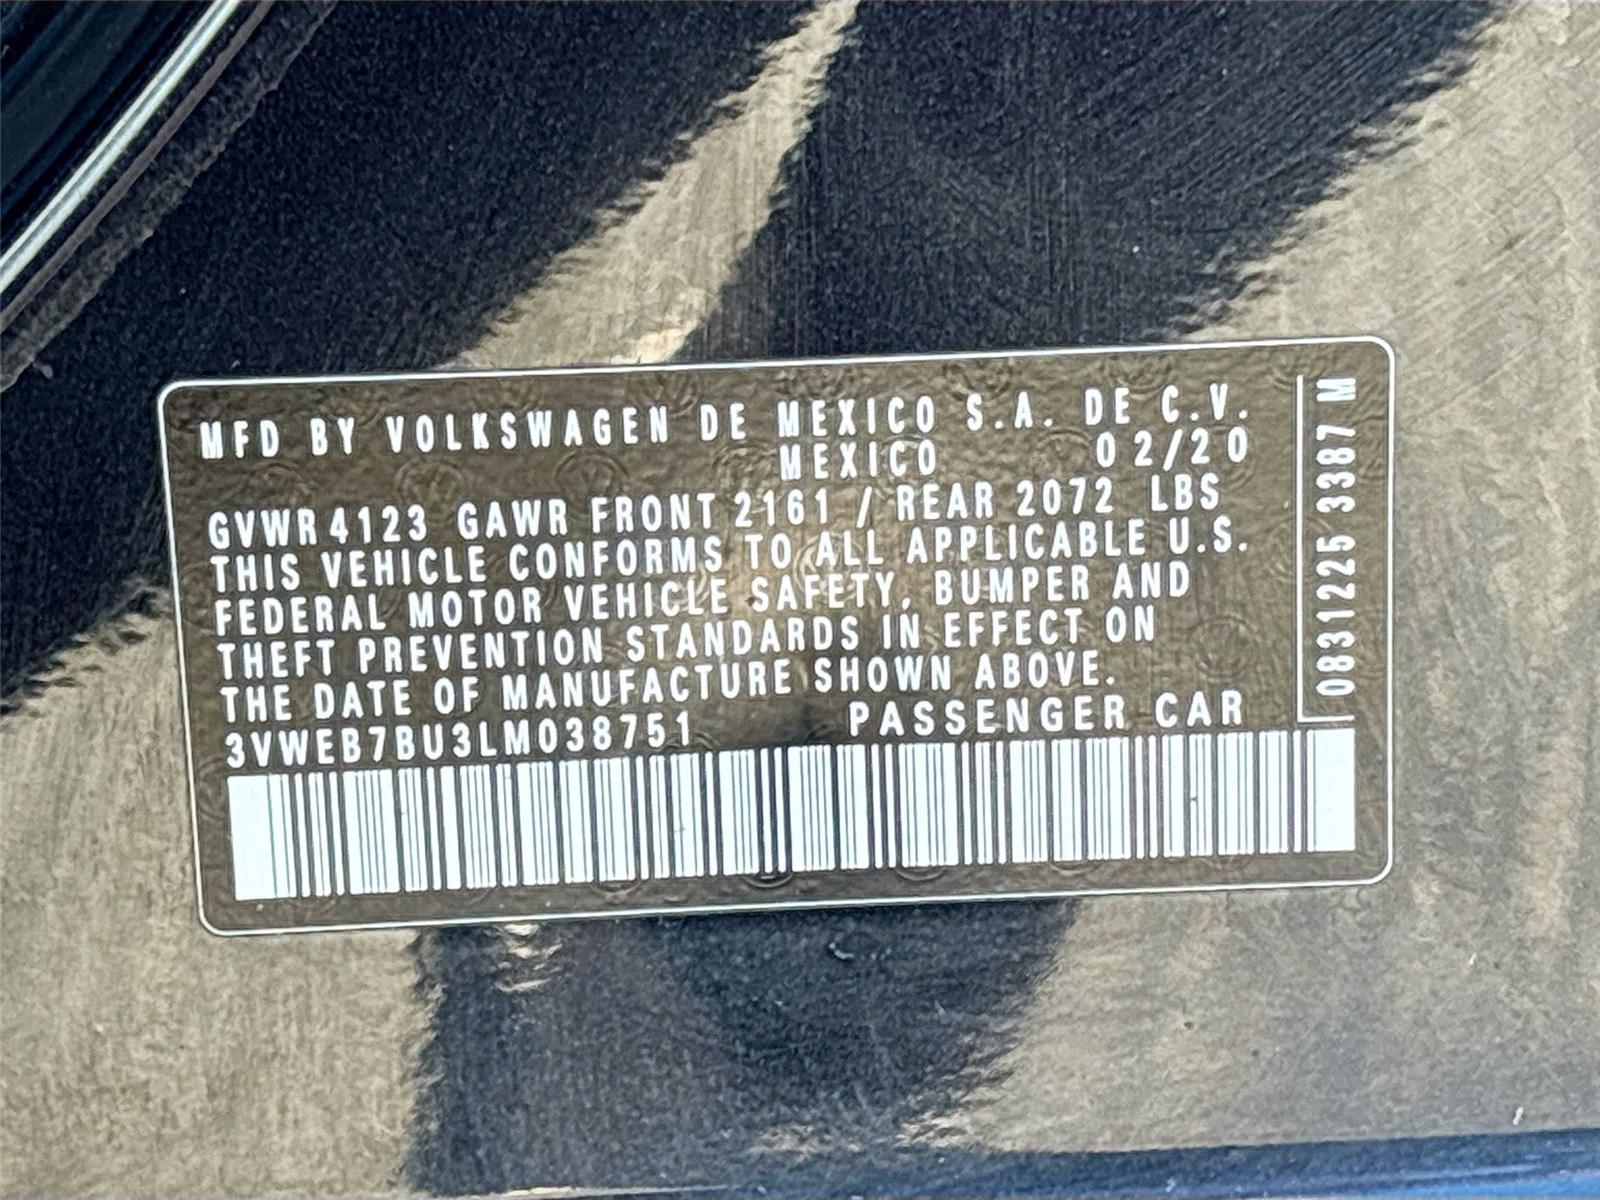 MFD BY VOLKSWAGEN DE MEXICO S.A. DE C.V.
MEXICO 02/20
GVWR 4123 GAWR FRONT 2161 / REAR 2072 LBS
THIS VEHICLE CONFORMS TO ALL APPLICABLE U.S.
FEDERAL MOTOR VEHICLE SAFETY, BUMPER AND
THEFT PREVENTION STANDARDS IN EFFECT ON
THE DATE OF MANUFACTURE SHOWN ABOVE.
3VWEB7BU3LM038751 PASSENGER CAR
0831225 3387 M